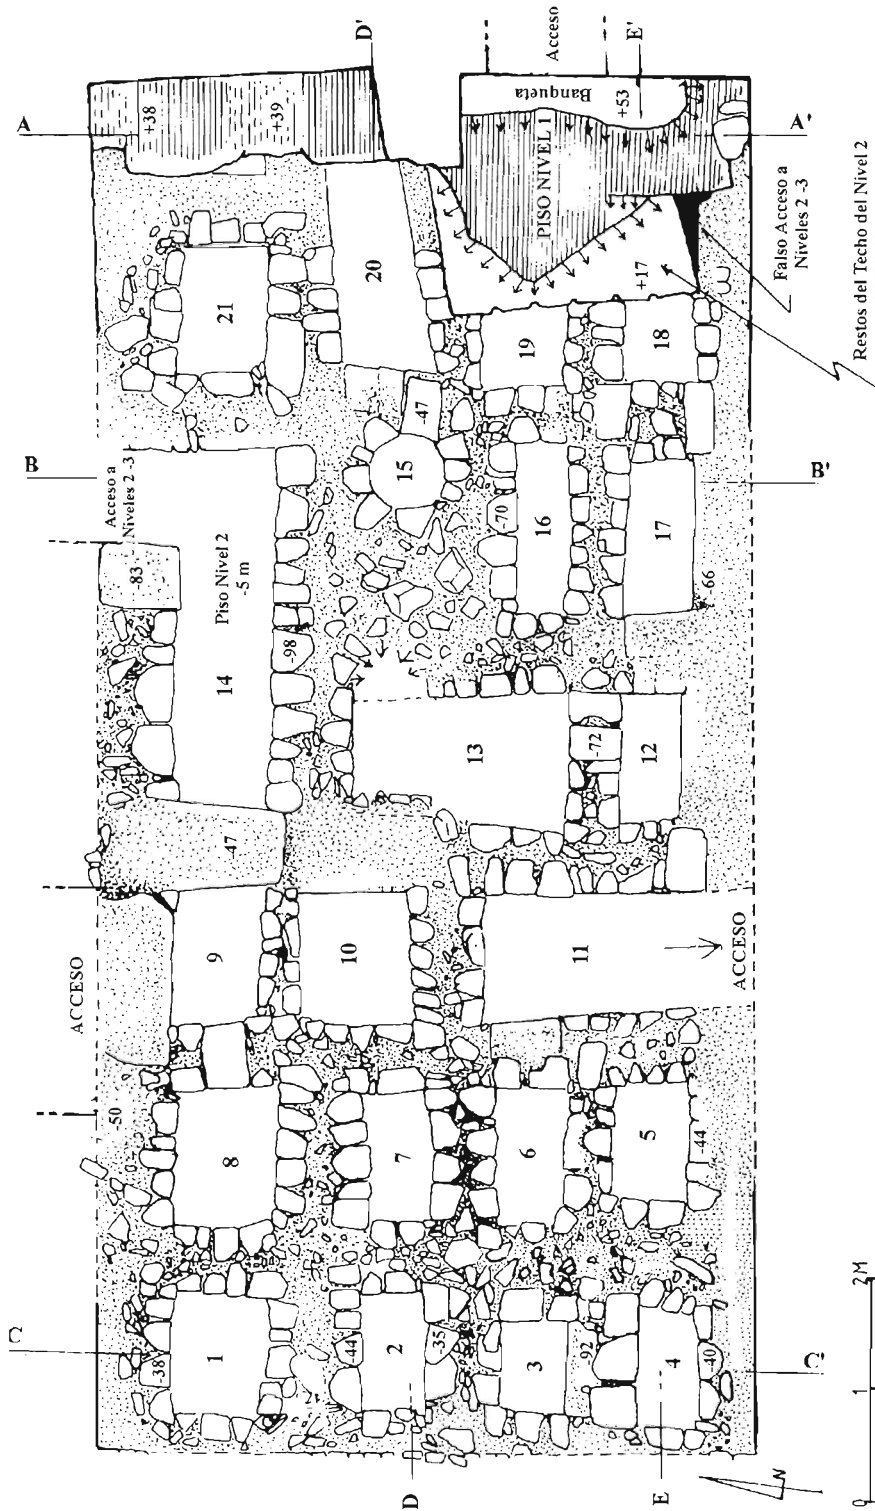 D'
E'
Acceso
Banqueta
+53
+38
+39
A
A'
PISO NIVEL 1
Falso Acceso a
Niveles 2 -3
Restos del Techo del Nivel 2
+17
20
21
19
18
-47
15
B
B'
Acceso a
Niveles 2 -3
-83
Piso Nivel 2
-5 m
-70
16
17
66
14
-98
13
-72
12
-47
ACCESO
9
10
11
ACCESO
-50
8
7
6
5
-44
C'
-38
1
-44
2
-35
3
-92
4
-40
D
E
N
0
1
2M